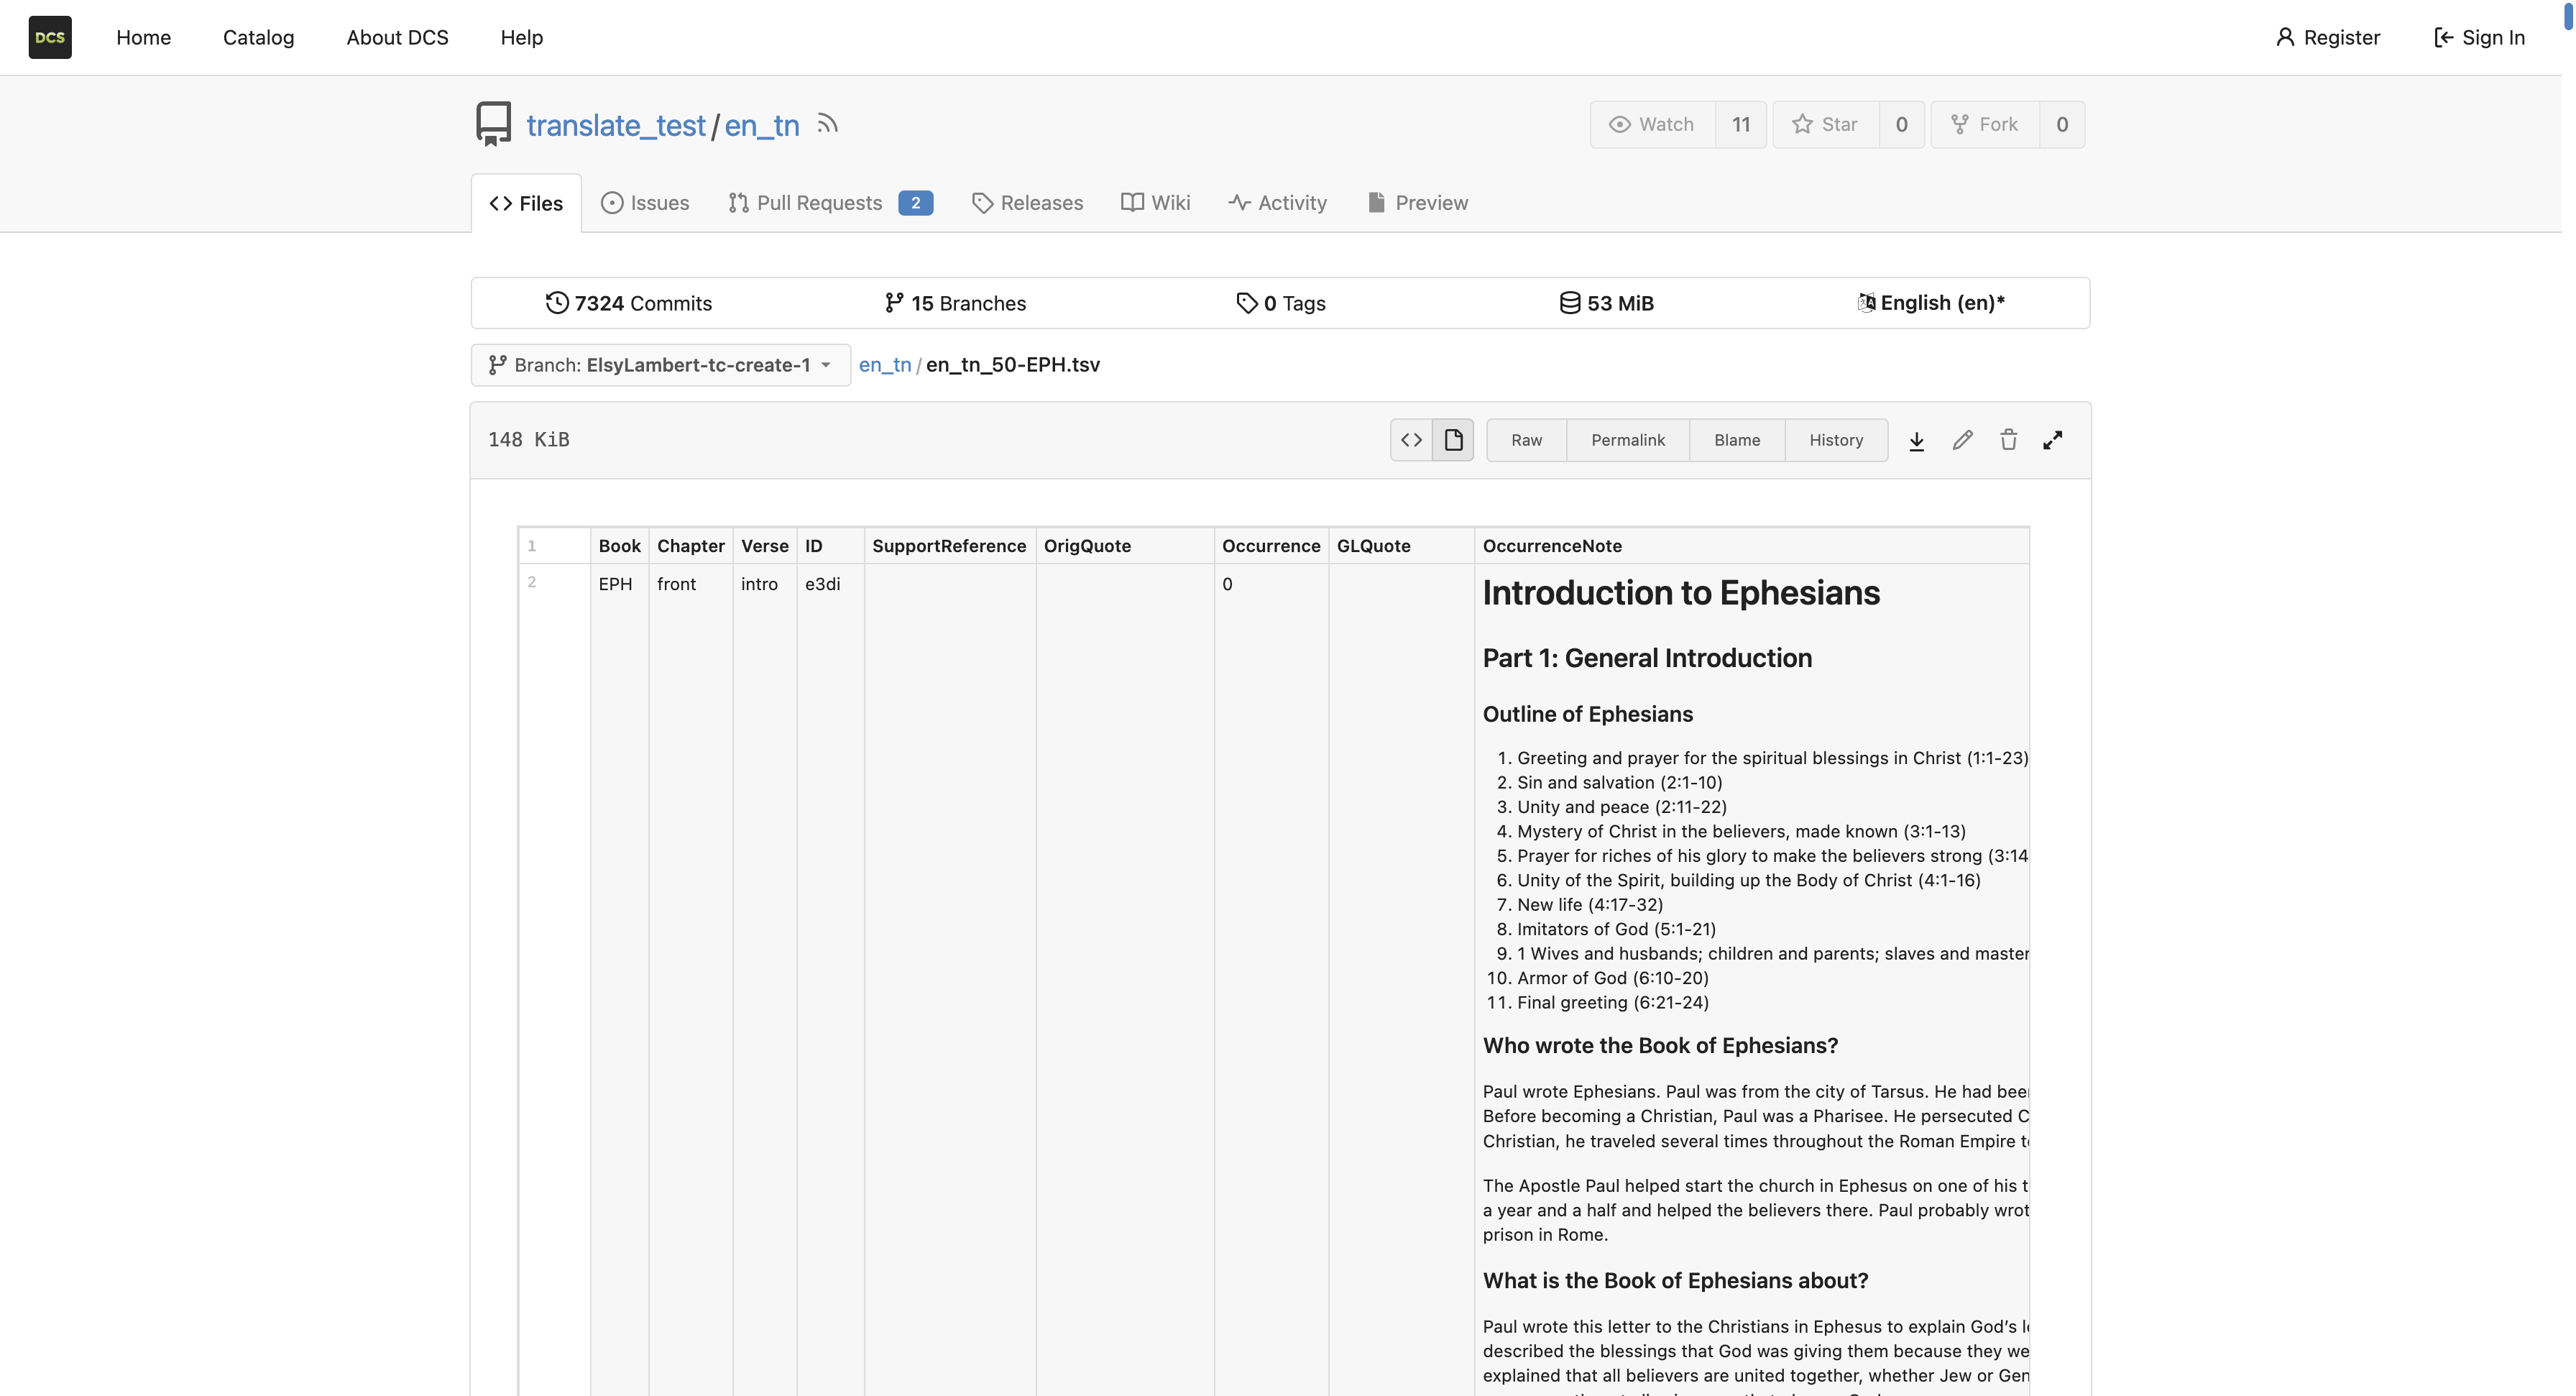 DCS Home Catalog About DCS Help Register Sign In
translate_test / en_tn Watch 11 Star 0 Fork 0
Files Issues Pull Requests 2 Releases Wiki Activity Preview
7324 Commits 15 Branches 0 Tags 53 MiB English (en)*
Branch: ElsyLambert-tc-create-1 en_tn / en_tn_50-EPH.tsv
148 KiB Raw Permalink Blame History
1 Book Chapter Verse ID SupportReference OrigQuote Occurrence GLQuote OccurrenceNote
2 EPH front intro e3di 0 Introduction to Ephesians
Part 1: General Introduction
Outline of Ephesians
1. Greeting and prayer for the spiritual blessings in Christ (1:1-23)
2. Sin and salvation (2:1-10)
3. Unity and peace (2:11-22)
4. Mystery of Christ in the believers, made known (3:1-13)
5. Prayer for riches of his glory to make the believers strong (3:14
6. Unity of the Spirit, building up the Body of Christ (4:1-16)
7. New life (4:17-32)
8. Imitators of God (5:1-21)
9. 1 Wives and husbands; children and parents; slaves and master
10. Armor of God (6:10-20)
11. Final greeting (6:21-24)
Who wrote the Book of Ephesians?
Paul wrote Ephesians. Paul was from the city of Tarsus. He had
Before becoming a Christian, Paul was a Pharisee. He persecuted C
Christian, he traveled several times throughout the Roman Empire
The Apostle Paul helped start the church in Ephesus on one of his t
a year and a half and helped the believers there. Paul probably wrot
prison in Rome.
What is the Book of Ephesians about?
Paul wrote this letter to the Christians in Ephesus to explain God’s
described the blessings that God was giving them because they we
explained that all believers are united together, whether Jew or Gen